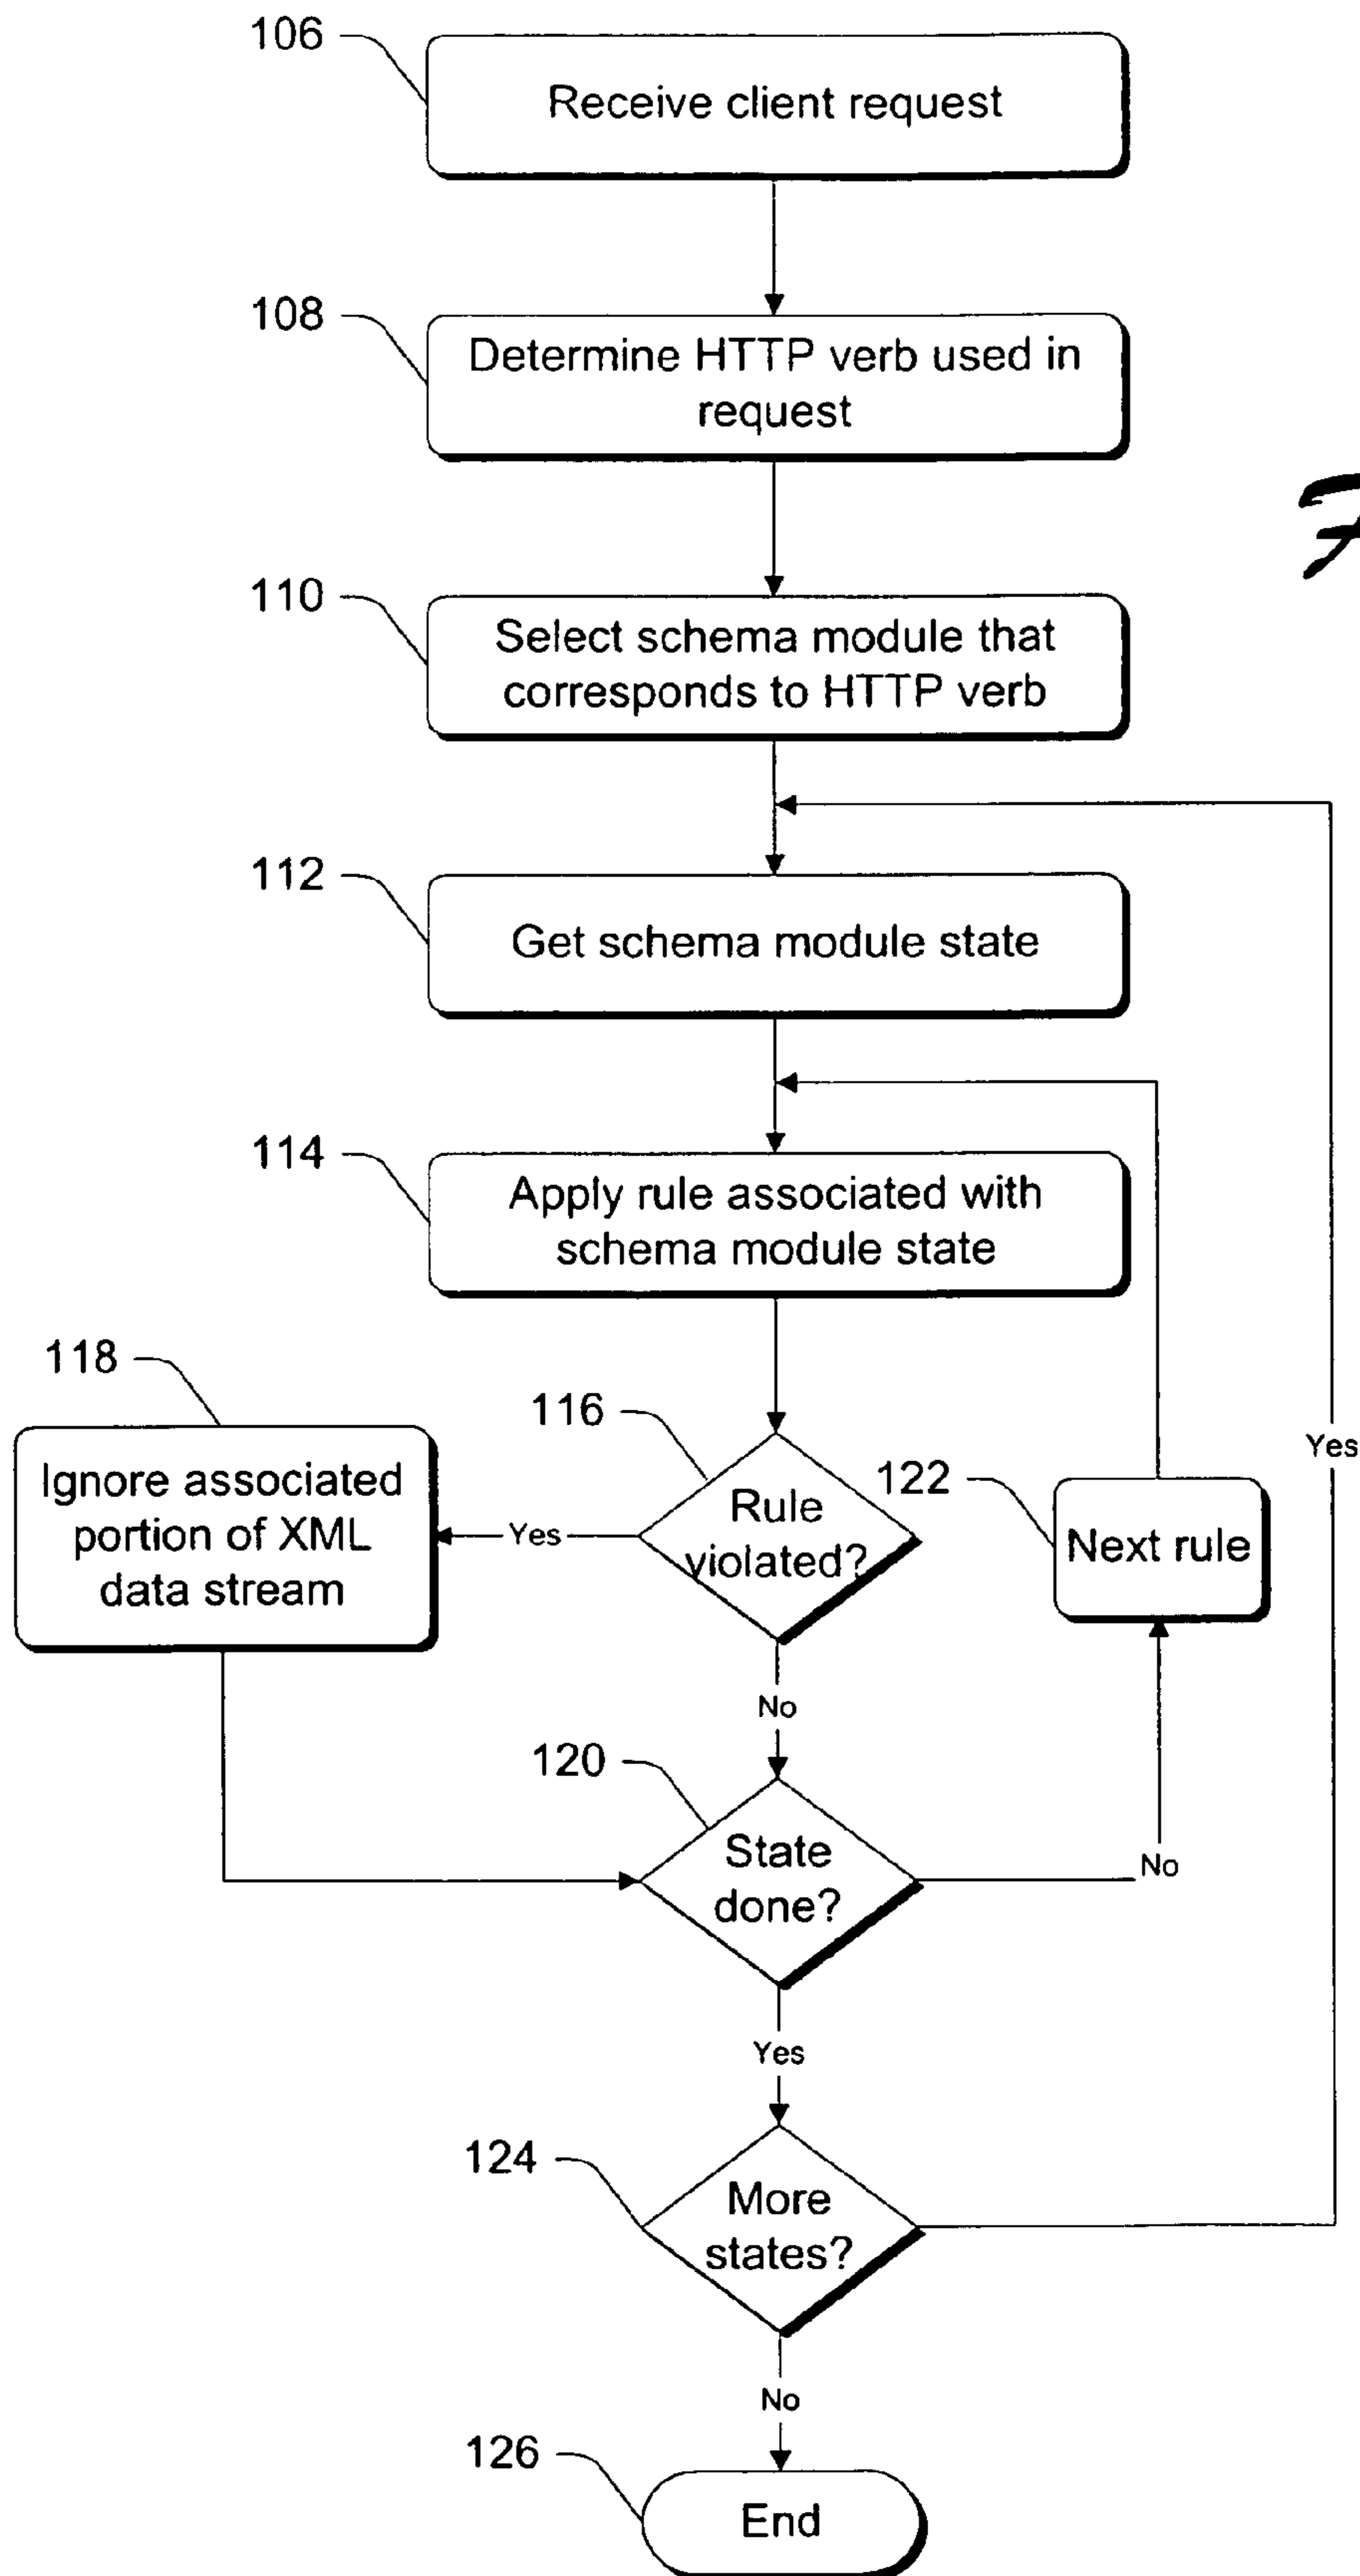 106
Receive client request
108
Determine HTTP verb used in
request
110
Select schema module that
corresponds to HTTP verb
112
Get schema module state
114
Apply rule associated with
schema module state
118
Ignore associated
portion of XML
data stream
116
Rule
violated?
Yes
122
Next rule
Yes
No
120
State
done?
No
Yes
124
More
states?
No
126
End